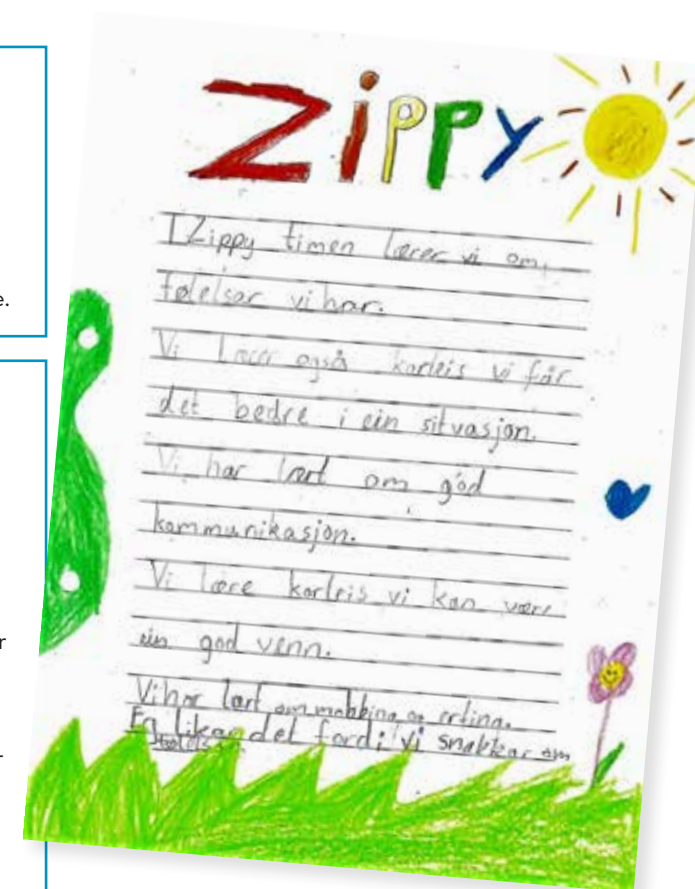 Zippy
I Zippy timen lærer vi om
følelsar vi har.
Vi Lærer også korleis vi får
det bedre i ein situasjon.
Vi har lært om god
kommunikasjon.
Vi lære korleis vi kan være
ein god venn.
Vi har lært om mobbing og erting.
Eg likar det fordi vi snakkar om
følelsar.
e.
r